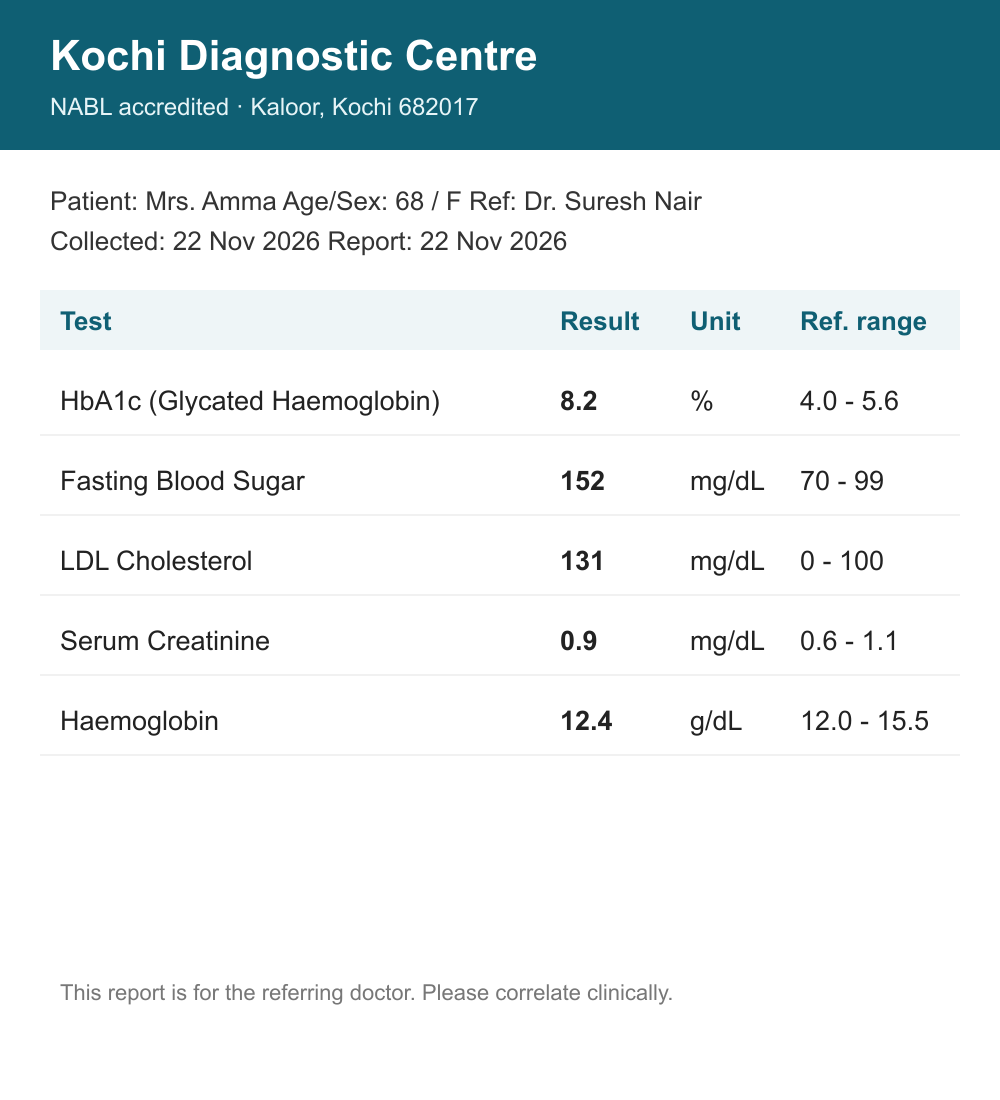 Kochi Diagnostic Centre
NABL accredited · Kaloor, Kochi 682017
Patient: Mrs. Amma Age/Sex: 68 / F Ref: Dr. Suresh Nair
Collected: 22 Nov 2026 Report: 22 Nov 2026
Test Result Unit Ref. range
HbA1c (Glycated Haemoglobin) 8.2 % 4.0 - 5.6
Fasting Blood Sugar 152 mg/dL 70 - 99
LDL Cholesterol 131 mg/dL 0 - 100
Serum Creatinine 0.9 mg/dL 0.6 - 1.1
Haemoglobin 12.4 g/dL 12.0 - 15.5
This report is for the referring doctor. Please correlate clinically.